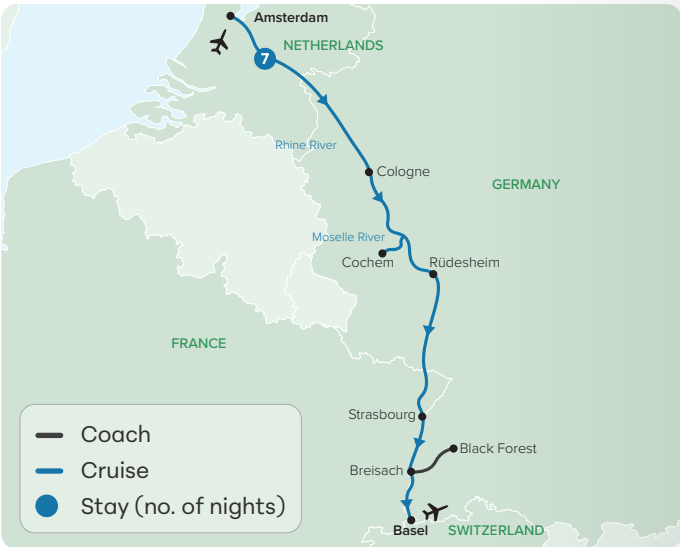 Amsterdam
NETHERLANDS
7
Rhine River
Cologne
GERMANY
Moselle River
Cochem
Rüdesheim
FRANCE
Strasbourg
Black Forest
Breisach
Basel
SWITZERLAND
Coach
Cruise
Stay (no. of nights)